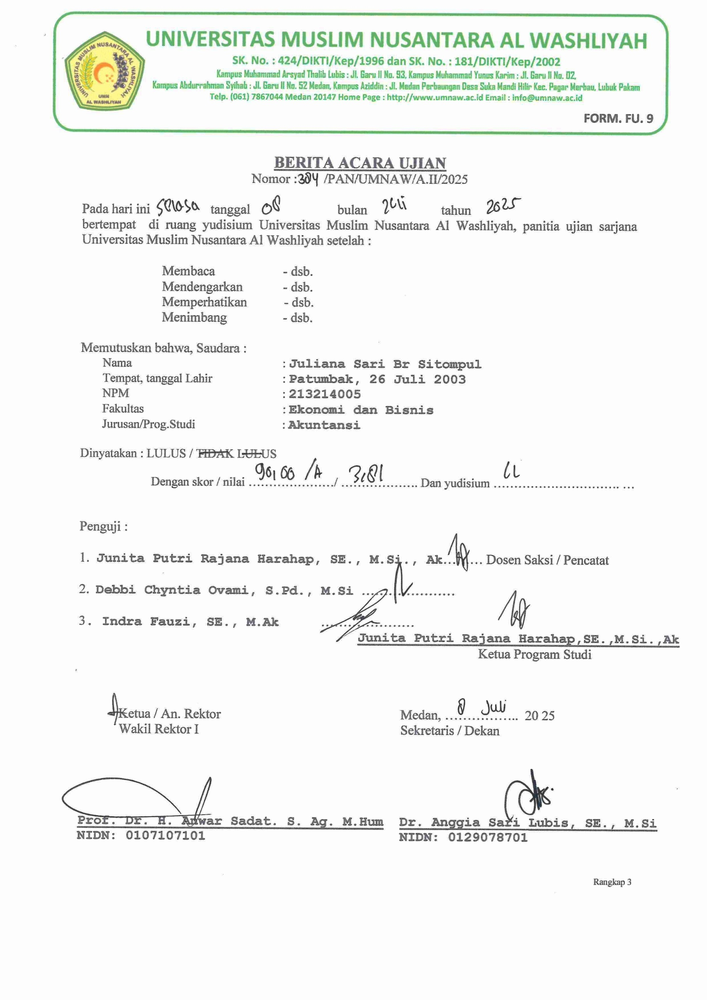 UNIVERSITAS MUSLIM NUSANTARA AL WASHLIYAH
UNIVERSITAS MUSLIM NUSANTARA AL WASHLIYAH
UMN
AL WASHLIYAH
SK. No. : 424/DIKTI/Kep/1996 dan SK. No. : 181/DIKTI/Kep/2002
Kampus Muhammad Arsyad Thalib Lubis : Jl. Garu II No. 93, Kampus Muhammad Yunus Karim : Jl. Garu II No. 02,
Kampus Abdurrahman Syihab : Jl. Garu II No. 52 Medan, Kampus Aziddin : Jl. Medan Perbaungan Desa Suka Mandi Hilir Kec. Pagar Merbau, Lubuk Pakam
Telp. (061) 7867044 Medan 20147 Home Page : http://www.umnaw.ac.id Email : info@umnaw.ac.id
FORM. FU. 9
BERITA ACARA UJIAN
Nomor : 304 /PAN/UMNAW/A.II/2025
Pada hari ini Selasa tanggal 08 bulan Juli tahun 2025
bertempat di ruang yudisium Universitas Muslim Nusantara Al Washliyah, panitia ujian sarjana
Universitas Muslim Nusantara Al Washliyah setelah :
Membaca - dsb.
Mendengarkan - dsb.
Memperhatikan - dsb.
Menimbang - dsb.
Memutuskan bahwa, Saudara :
Nama : Juliana Sari Br Sitompul
Tempat, tanggal Lahir : Patumbak, 26 Juli 2003
NPM : 213214005
Fakultas : Ekonomi dan Bisnis
Jurusan/Prog.Studi : Akuntansi
Dinyatakan : LULUS / TIDAK LULUS
Dengan skor / nilai 90,00 /A / 3,81 Dan yudisium
Penguji :
1. Junita Putri Rajana Harahap, SE., M.Si., Ak...... Dosen Saksi / Pencatat
2. Debbi Chyntia Ovami, S.Pd., M.Si ......................
3. Indra Fauzi, SE., M.Ak ......................
Junita Putri Rajana Harahap,SE.,M.Si.,Ak
Ketua Program Studi
Ketua / An. Rektor
Wakil Rektor I
Medan, 8 Juli 20 25
Sekretaris / Dekan
Prof. Dr. H. Anwar Sadat. S. Ag. M.Hum
NIDN: 0107107101
Dr. Anggia Sari Lubis, SE., M.Si
NIDN: 0129078701
Rangkap 3